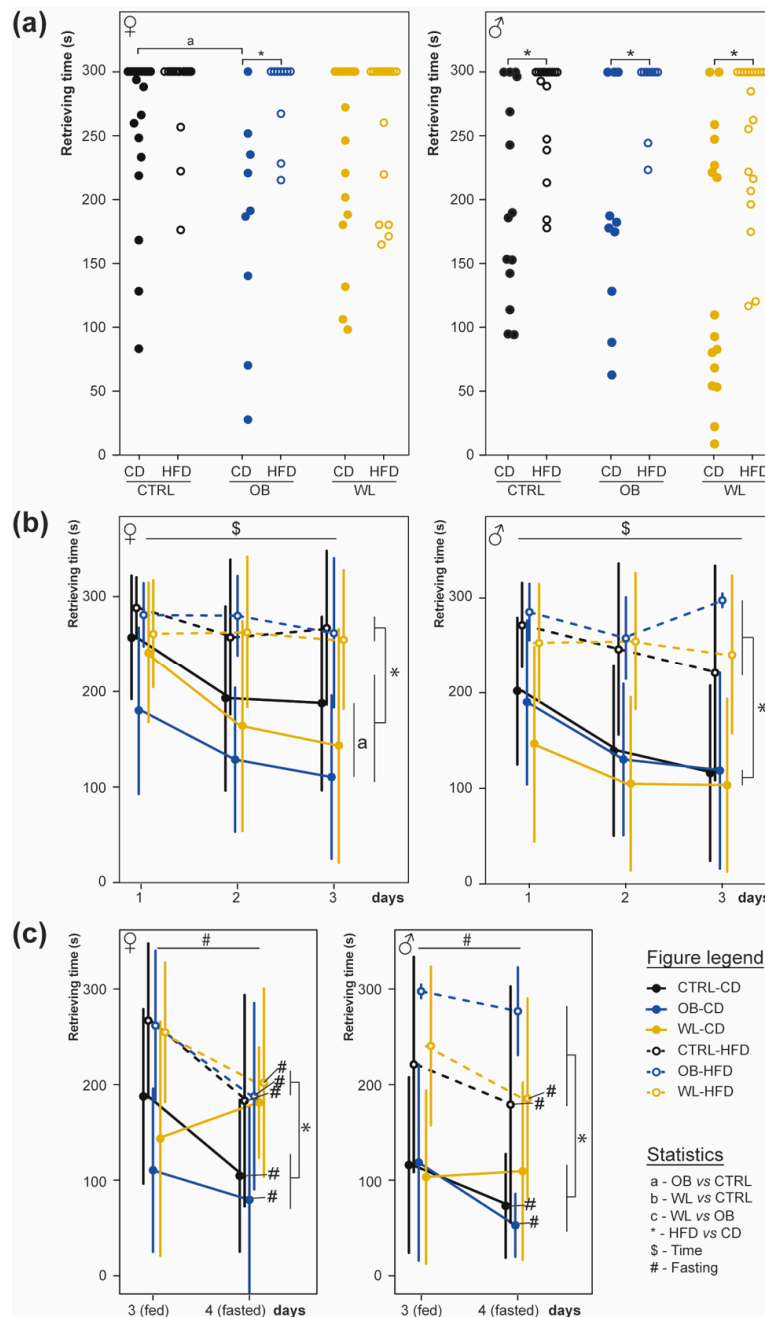 (a)
♀
♂
a
*
*
*
*
Retrieving time (s)
300
250
200
150
100
50
0
CD HFD CD HFD CD HFD
CTRL OB WL
Retrieving time (s)
300
250
200
150
100
50
0
CD HFD CD HFD CD HFD
CTRL OB WL
(b)
♀
$
Retrieving time (s)
300
200
100
0
*
a
1 2 3 days
♂
$
Retrieving time (s)
300
200
100
0
*
1 2 3 days
(c)
♀
#
Retrieving time (s)
300
200
100
0
#
#
#
#
#
*
3 (fed) 4 (fasted) days
♂
#
Retrieving time (s)
300
200
100
0
#
#
#
#
*
3 (fed) 4 (fasted) days
Figure legend
CTRL-CD
OB-CD
WL-CD
CTRL-HFD
OB-HFD
WL-HFD
Statistics
a - OB vs CTRL
b - WL vs CTRL
c - WL vs OB
* - HFD vs CD
$ - Time
# - Fasting